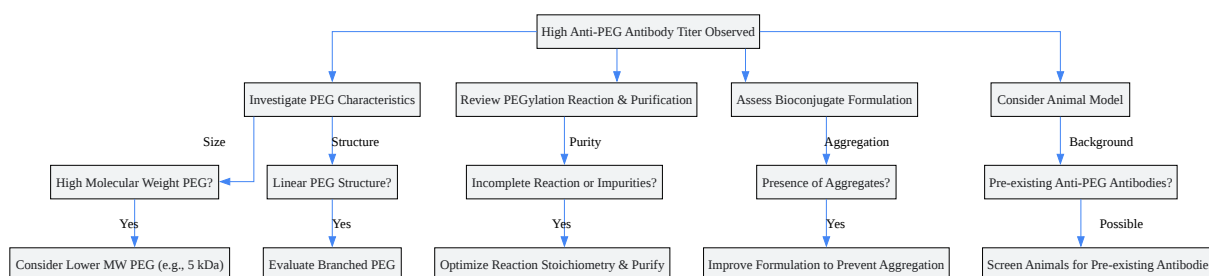 High Anti-PEG Antibody Titer Observed
Investigate PEG Characteristics
Review PEGylation Reaction & Purification
Assess Bioconjugate Formulation
Consider Animal Model
Size
Structure
Purity
Aggregation
Background
High Molecular Weight PEG?
Linear PEG Structure?
Incomplete Reaction or Impurities?
Presence of Aggregates?
Pre-existing Anti-PEG Antibodies?
Yes
Yes
Yes
Yes
Possible
Consider Lower MW PEG (e.g., 5 kDa)
Evaluate Branched PEG
Optimize Reaction Stoichiometry & Purify
Improve Formulation to Prevent Aggregation
Screen Animals for Pre-existing Antibodies